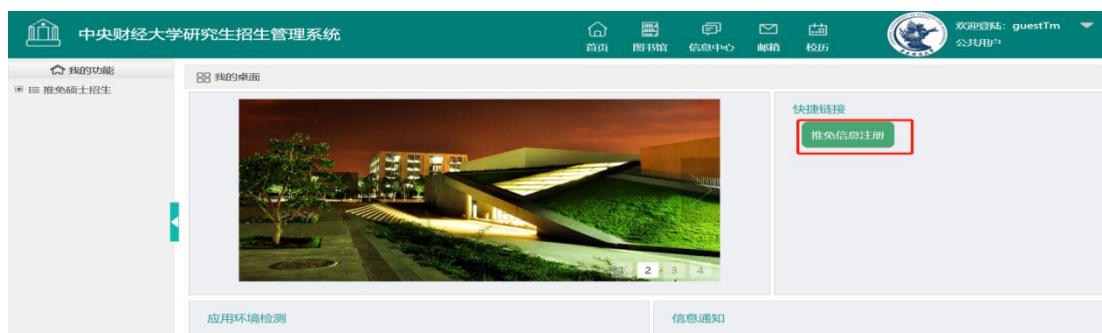 中央财经大学研究生招生管理系统
首页 图书馆 信息中心 邮箱 校历
欢迎登陆: guestTm
公共用户
我的功能
推免硕士招生
我的桌面
快捷链接
推免信息注册
1 2 3 4
应用环境检测
信息通知